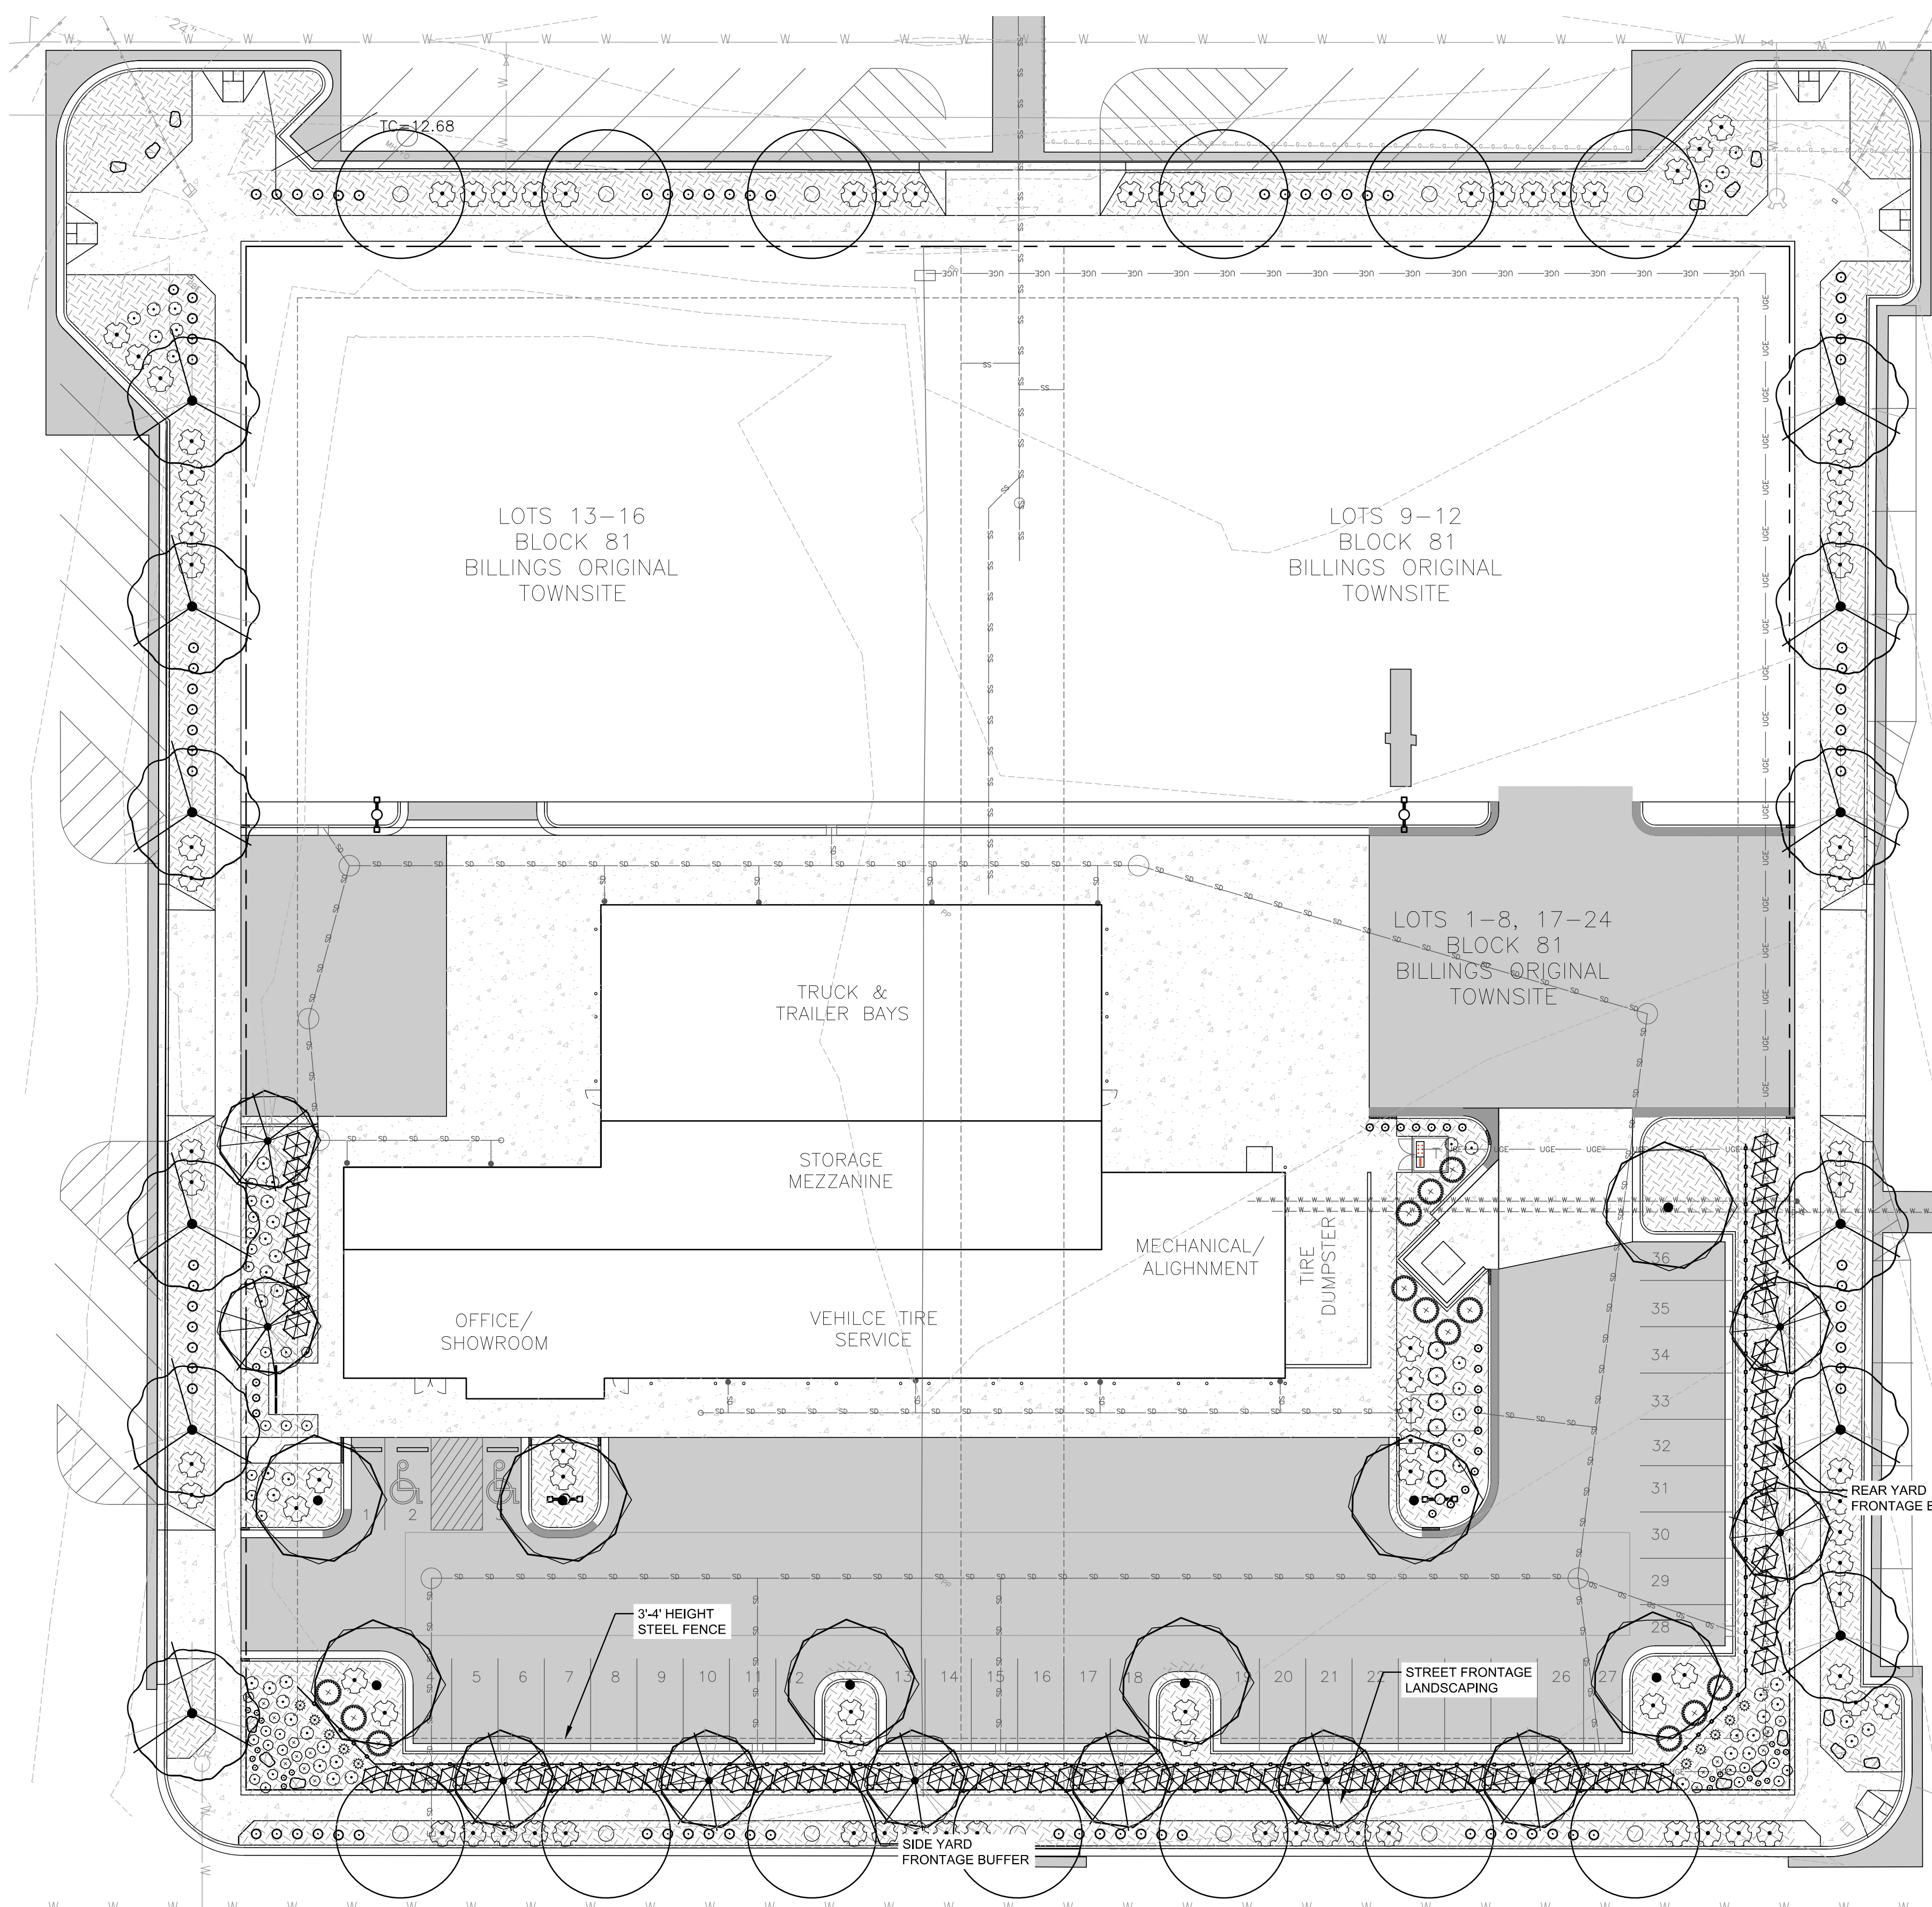 24"
TC=12.68
LOTS 13-16
BLOCK 81
BILLINGS ORIGINAL
TOWNSITE
LOTS 9-12
BLOCK 81
BILLINGS ORIGINAL
TOWNSITE
LOTS 1-8, 17-24
BLOCK 81
BILLINGS ORIGINAL
TOWNSITE
TRUCK &
TRAILER BAYS
STORAGE
MEZZANINE
MECHANICAL/
ALIGHNMENT
TIRE
DUMPSTER
OFFICE/
SHOWROOM
VEHILCE TIRE
SERVICE
36
35
34
33
32
31
30
29
28
REAR YARD
FRONTAGE
1
2
3
3'-4' HEIGHT
STEEL FENCE
STREET FRONTAGE
LANDSCAPING
4 5 6 7 8 9 10 11 12 13 14 15 16 17 18 19 20 21 22 26 27
SIDE YARD
FRONTAGE BUFFER